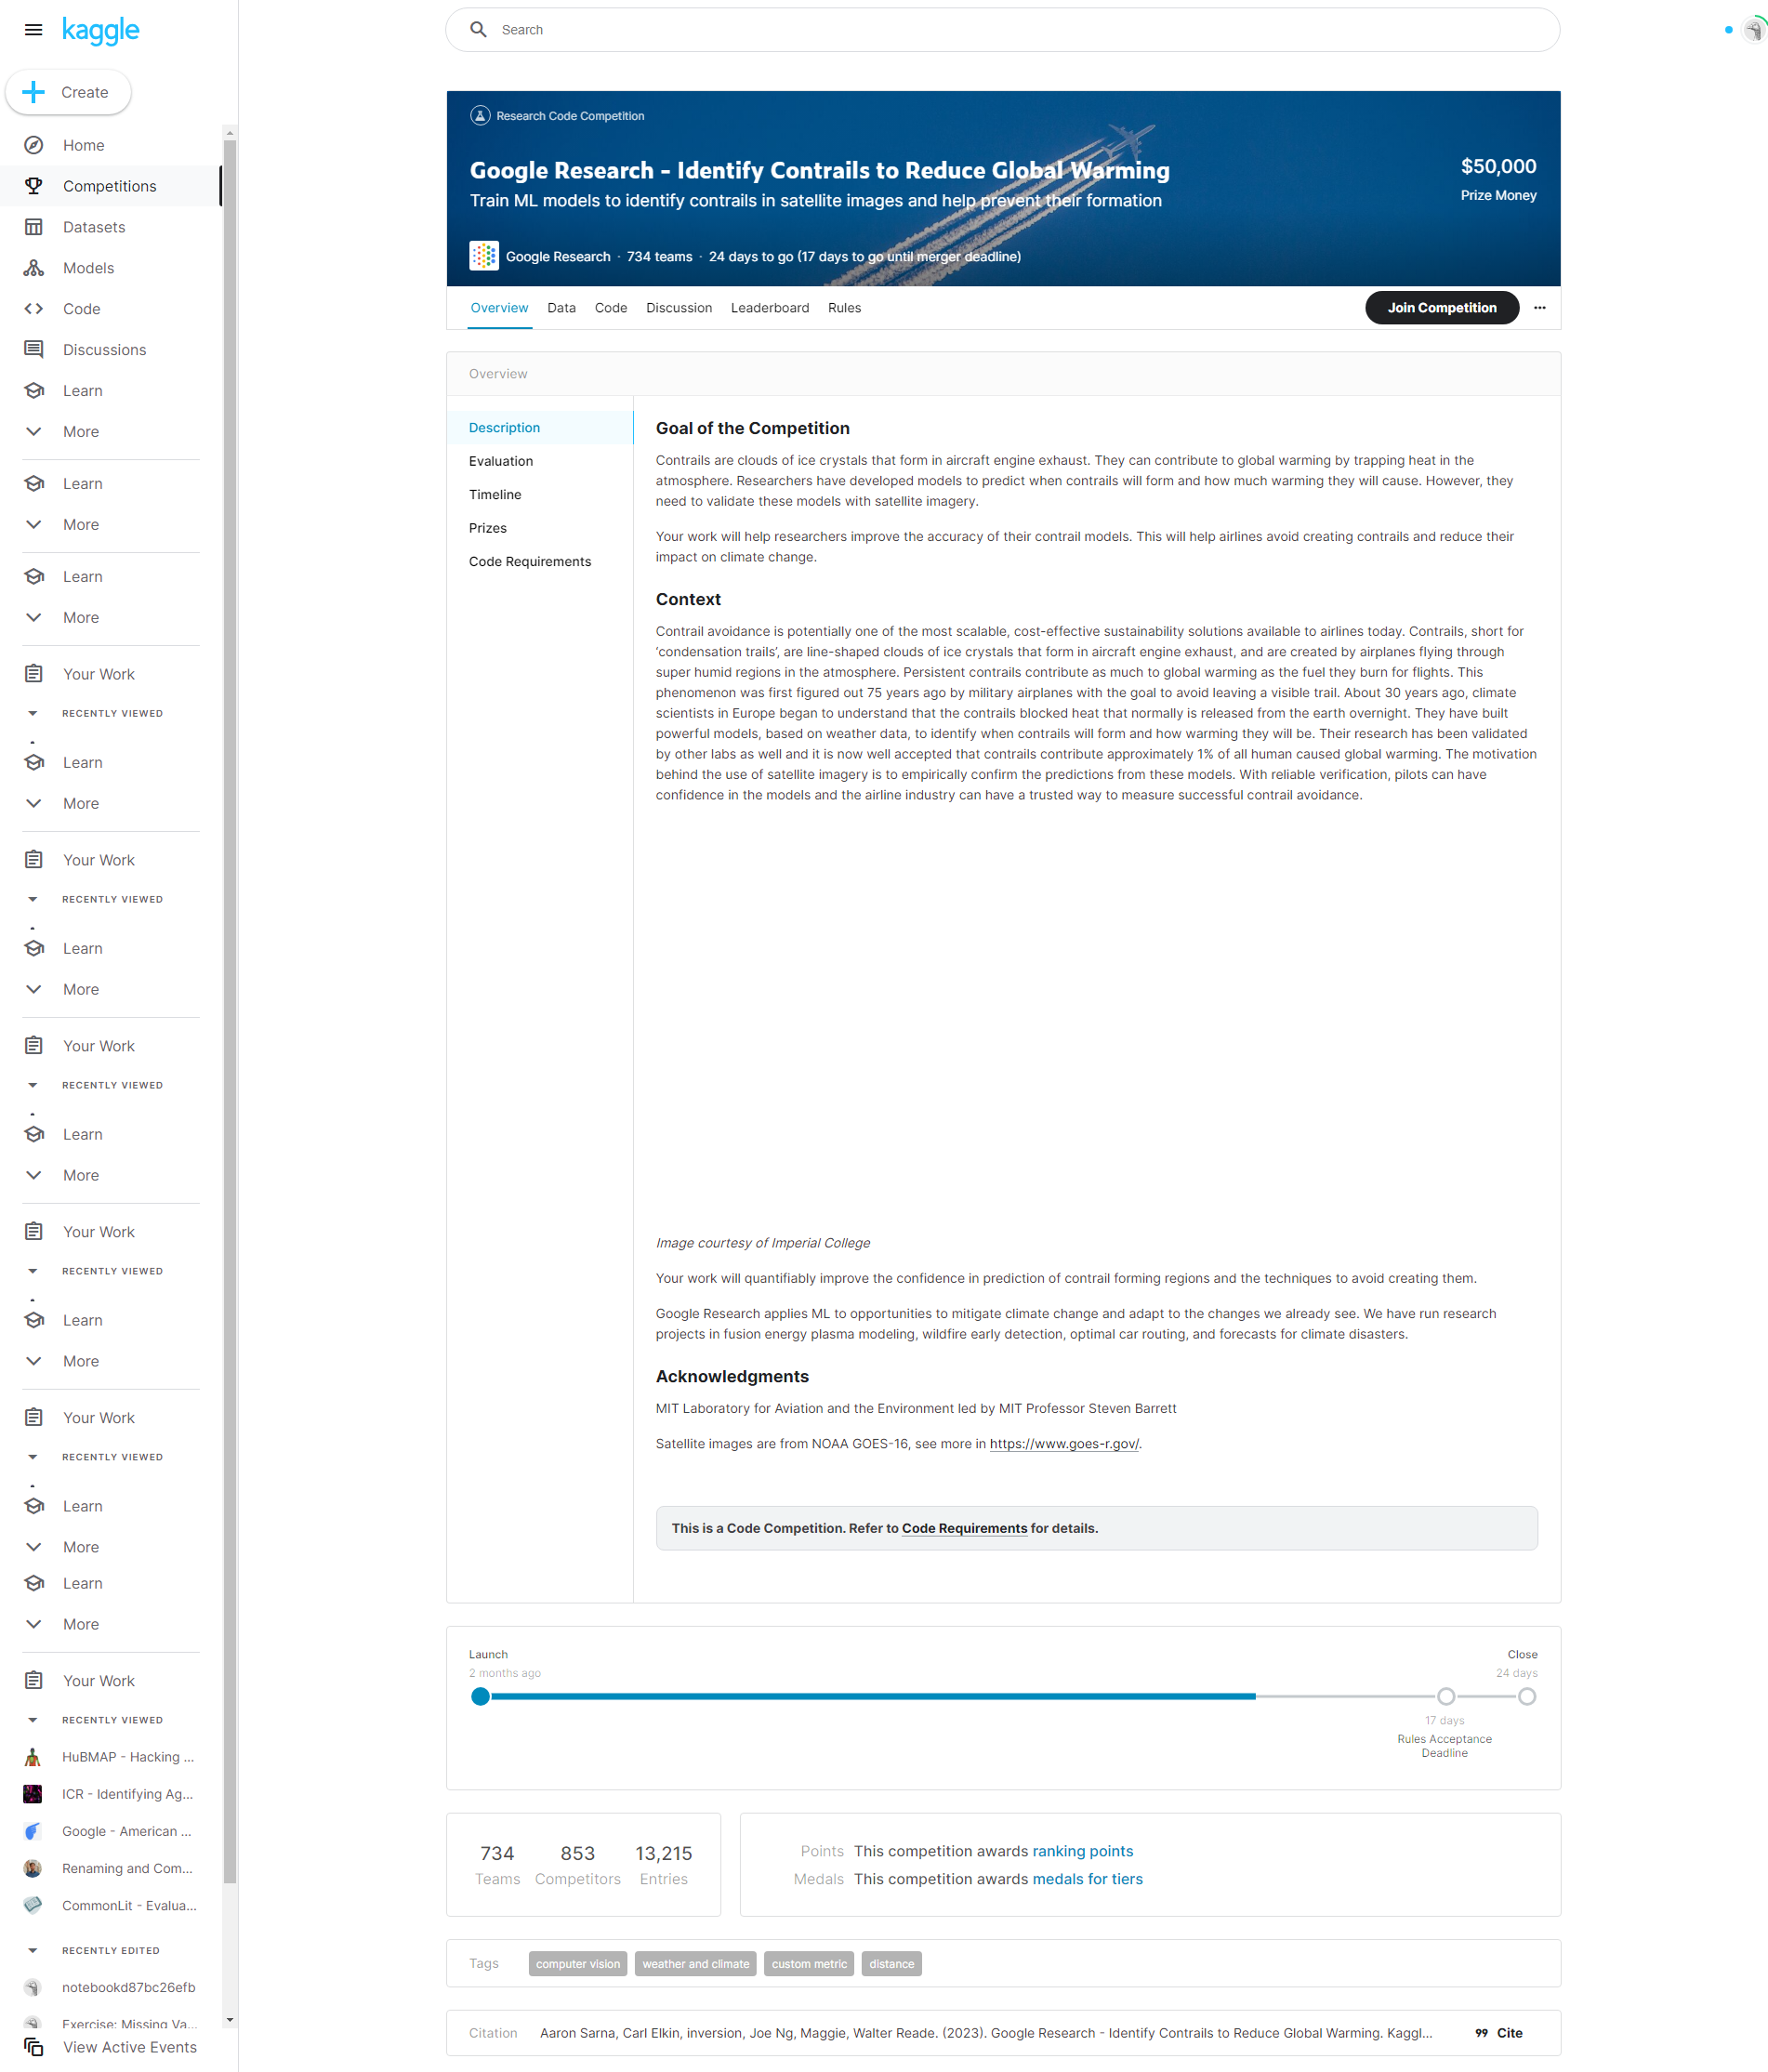 kaggle
Search
Create
Home
Competitions
Datasets
Models
Code
Discussions
Learn
More
Learn
More
Learn
More
Your Work
RECENTLY VIEWED
Learn
More
Your Work
RECENTLY VIEWED
Learn
More
Your Work
RECENTLY VIEWED
Learn
More
Your Work
RECENTLY VIEWED
Learn
More
Your Work
RECENTLY VIEWED
Learn
More
Learn
More
Your Work
RECENTLY VIEWED
HuBMAP - Hacking ...
ICR - Identifying Ag...
Google - American ...
Renaming and Com...
CommonLit - Evalua...
RECENTLY EDITED
notebookd87bc26efb
Exercise: Missing Va...
View Active Events
Research Code Competition
Google Research - Identify Contrails to Reduce Global Warming
Train ML models to identify contrails in satellite images and help prevent their formation
$50,000
Prize Money
Google Research · 734 teams · 24 days to go (17 days to go until merger deadline)
Overview Data Code Discussion Leaderboard Rules Join Competition ...
Overview
Description
Evaluation
Timeline
Prizes
Code Requirements
Goal of the Competition
Contrails are clouds of ice crystals that form in aircraft engine exhaust. They can contribute to global warming by trapping heat in the
atmosphere. Researchers have developed models to predict when contrails will form and how much warming they will cause. However, they
need to validate these models with satellite imagery.
Your work will help researchers improve the accuracy of their contrail models. This will help airlines avoid creating contrails and reduce their
impact on climate change.
Context
Contrail avoidance is potentially one of the most scalable, cost-effective sustainability solutions available to airlines today. Contrails, short for
‘condensation trails’, are line-shaped clouds of ice crystals that form in aircraft engine exhaust, and are created by airplanes flying through
super humid regions in the atmosphere. Persistent contrails contribute as much to global warming as the fuel they burn for flights. This
phenomenon was first figured out 75 years ago by military airplanes with the goal to avoid leaving a visible trail. About 30 years ago, climate
scientists in Europe began to understand that the contrails blocked heat that normally is released from the earth overnight. They have built
powerful models, based on weather data, to identify when contrails will form and how warming they will be. Their research has been validated
by other labs as well and it is now well accepted that contrails contribute approximately 1% of all human caused global warming. The motivation
behind the use of satellite imagery is to empirically confirm the predictions from these models. With reliable verification, pilots can have
confidence in the models and the airline industry can have a trusted way to measure successful contrail avoidance.
Image courtesy of Imperial College
Your work will quantifiably improve the confidence in prediction of contrail forming regions and the techniques to avoid creating them.
Google Research applies ML to opportunities to mitigate climate change and adapt to the changes we already see. We have run research
projects in fusion energy plasma modeling, wildfire early detection, optimal car routing, and forecasts for climate disasters.
Acknowledgments
MIT Laboratory for Aviation and the Environment led by MIT Professor Steven Barrett
Satellite images are from NOAA GOES-16, see more in https://www.goes-r.gov/.
This is a Code Competition. Refer to Code Requirements for details.
Launch
2 months ago
Close
24 days
17 days
Rules Acceptance
Deadline
734 853 13,215
Teams Competitors Entries
Points This competition awards ranking points
Medals This competition awards medals for tiers
Tags computer vision weather and climate custom metric distance
Citation Aaron Sarna, Carl Elkin, inversion, Joe Ng, Maggie, Walter Reade. (2023). Google Research - Identify Contrails to Reduce Global Warming. Kaggl... Cite